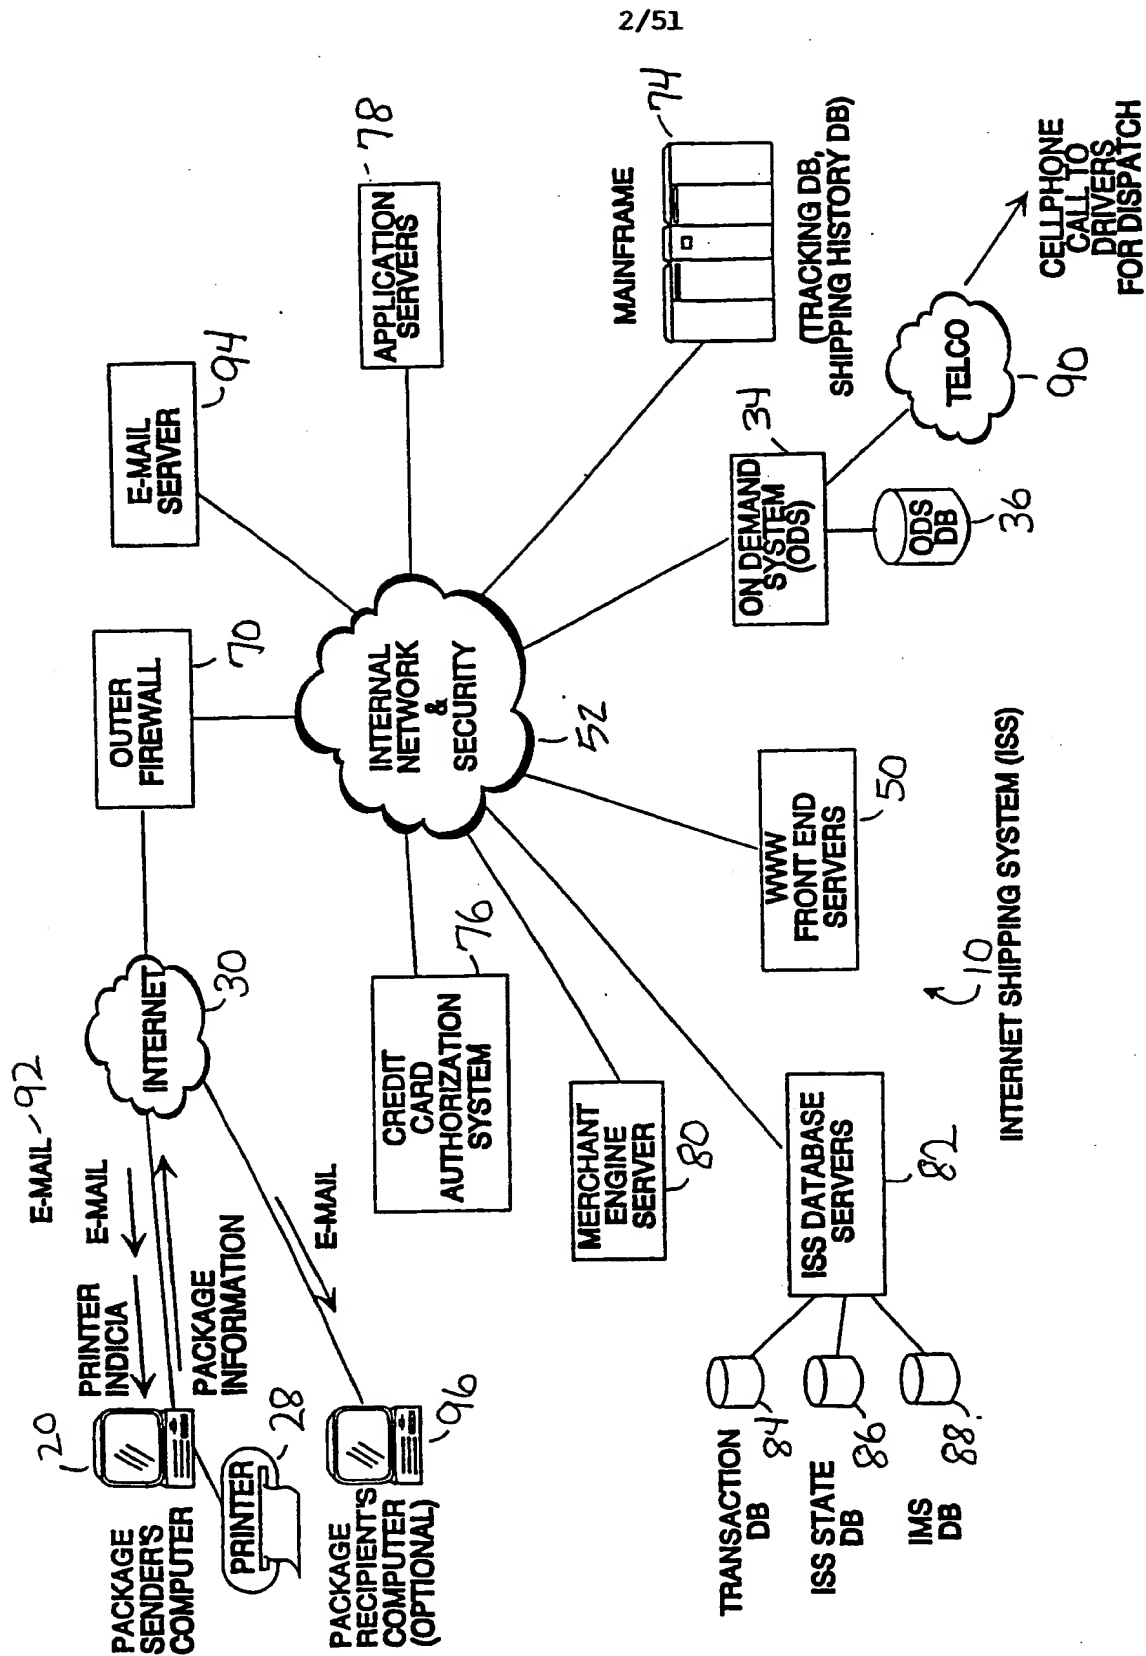 2/51
E-MAIL 92
E-MAIL
PRINTER
INDICIA
PACKAGE
INFORMATION
20
PACKAGE
SENDER'S
COMPUTER
PRINTER
28
PACKAGE
RECIPIENT'S
COMPUTER
(OPTIONAL)
96
E-MAIL
INTERNET
30
OUTER
FIREWALL
70
E-MAIL
SERVER
94
APPLICATION
SERVERS
78
INTERNAL
NETWORK
&
SECURITY
52
CREDIT
CARD
AUTHORIZATION
SYSTEM
76
MERCHANT
ENGINE
SERVER
80
ISS DATABASE
SERVERS
82
TRANSACTION
DB
84
ISS STATE
DB
86
IMS
DB
88
WWW
FRONT END
SERVERS
50
ON DEMAND
SYSTEM
(ODS)
34
ODS
DB
36
MAINFRAME
74
(TRACKING DB,
SHIPPING HISTORY DB)
TELCO
90
CELLPHONE
CALL TO
DRIVERS
FOR DISPATCH
10
INTERNET SHIPPING SYSTEM (ISS)